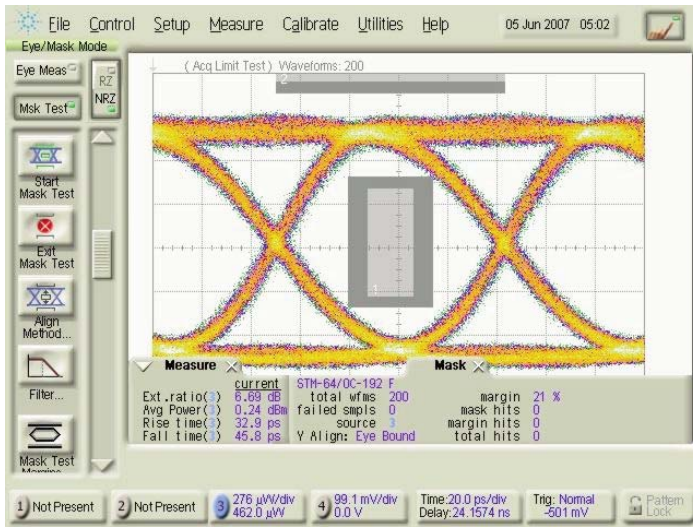 File Control Setup Measure Calibrate Utilities Help 05 Jun 2007 05:02
Eye/Mask Mode
Eye Meas
RZ
NRZ
Msk Test
(Acq Limit Test) Waveforms: 200
2
Start
Mask Test
Exit
Mask Test
Align
Method...
Filter...
Mask Test
Margins...
1
Measure
current
Ext.ratio(3) 6.69 dB
Avg Power(3) 0.24 dBm
Rise time(3) 32.9 ps
Fall time(3) 45.8 ps
Mask
STM-64/OC-192 F
total wfms 200 margin 21 %
failed smpls 0 mask hits 0
source 3 margin hits 0
Y Align: Eye Bound total hits 0
1) Not Present
2) Not Present
3) 276 µW/div
462.0 µW
4) 99.1 mV/div
0.0 V
Time:20.0 ps/div
Delay:24.1574 ns
Trig: Normal
-501 mV
Pattern
Lock